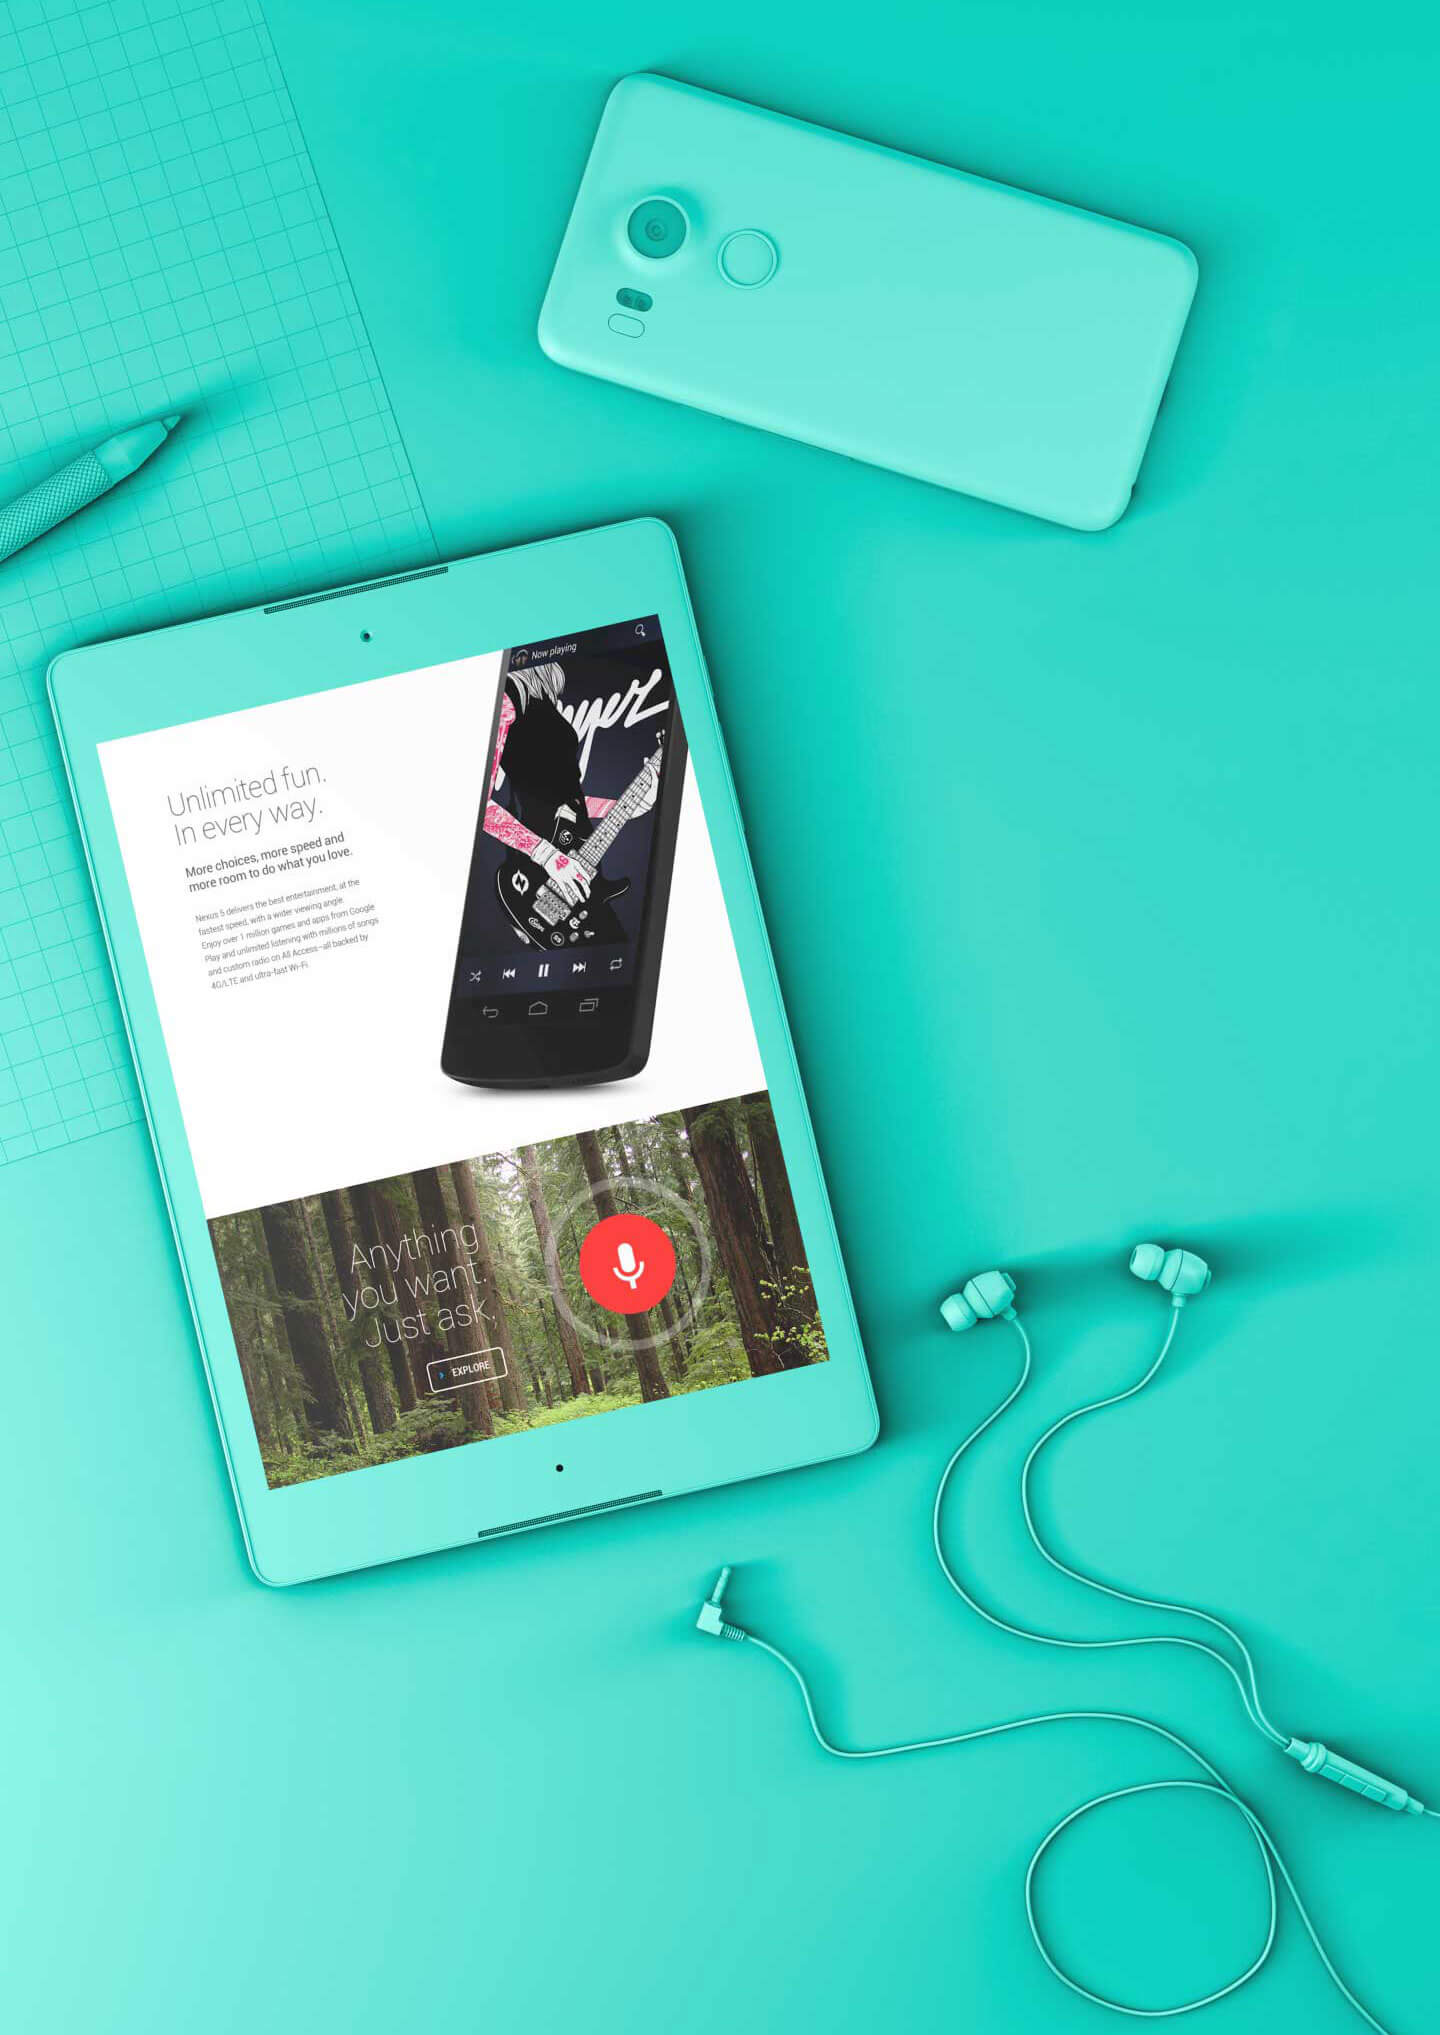 Now playing
Unlimited fun.
In every way.
More choices, more speed and
more room to do what you love.
Nexus 5 delivers the best entertainment, at the
fastest speed, with a wider viewing angle.
Enjoy over 1 million games and apps from Google
Play and unlimited listening with millions of songs
and custom radio on All Access–all backed by
4G/LTE and ultra-fast Wi-Fi.
46
Anything
you want.
Just ask.
EXPLORE